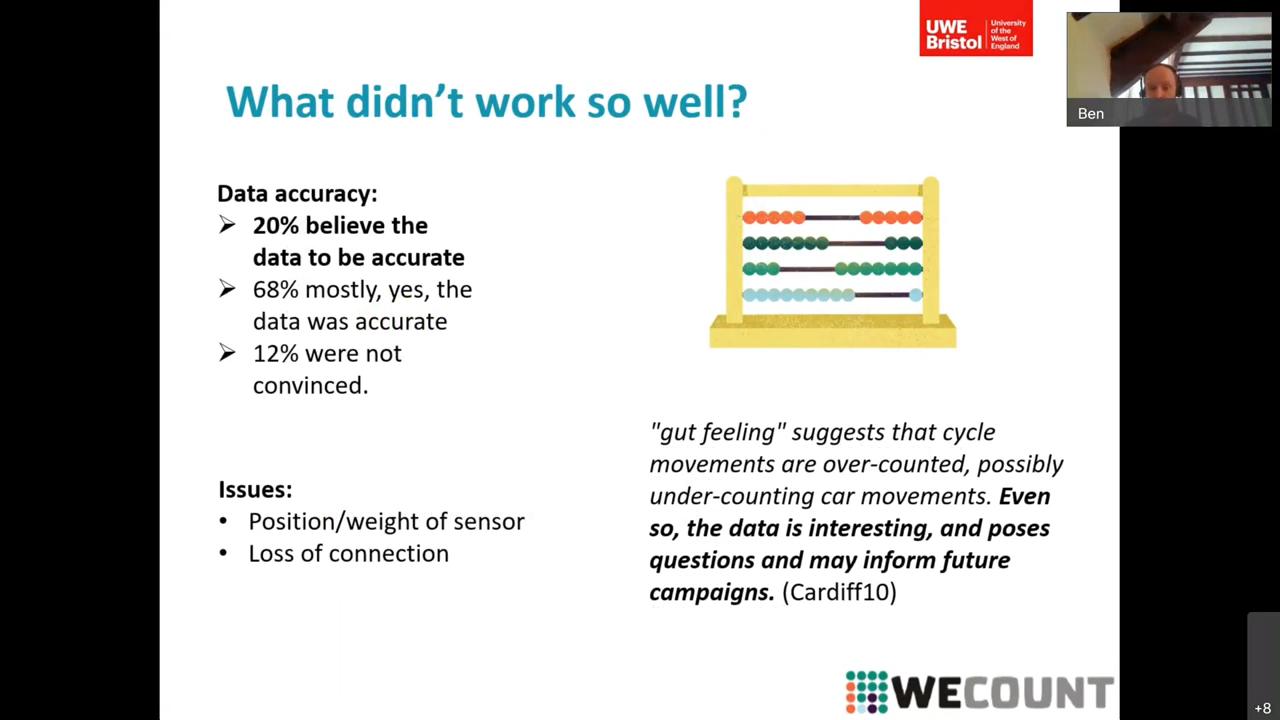 UWE
Bristol
University
of the
West of
England
Ben
What didn’t work so well?
Data accuracy:
➢ 20% believe the
data to be accurate
➢ 68% mostly, yes, the
data was accurate
➢ 12% were not
convinced.
"gut feeling" suggests that cycle
movements are over-counted, possibly
under-counting car movements. Even
so, the data is interesting, and poses
questions and may inform future
campaigns. (Cardiff10)
Issues:
• Position/weight of sensor
• Loss of connection
WECOUNT
+8